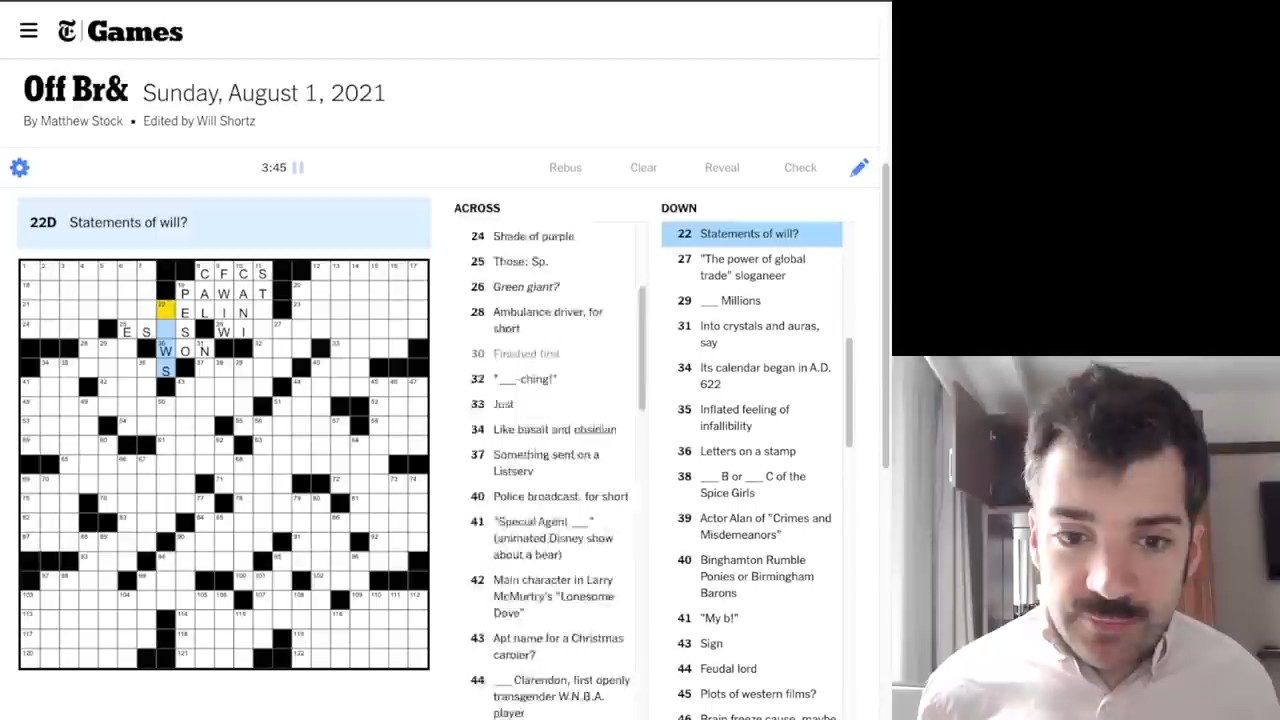 Games
Off Br& Sunday, August 1, 2021
By Matthew Stock ▪ Edited by Will Shortz
3:45 Rebus Clear Reveal Check
22D Statements of will?
C F C S
P A W A T
E L I N
E S S W I
W O N
S
ACROSS
24 Shade of purple
25 Those: Sp.
26 Green giant?
28 Ambulance driver, for
short
30 Finished first
32 "___-ching!"
33 Just
34 Like basalt and obsidian
37 Something sent on a
Listserv
40 Police broadcast, for short
41 "Special Agent ___"
(animated Disney show
about a bear)
42 Main character in Larry
McMurtry's "Lonesome
Dove"
43 Apt name for a Christmas
caroler?
44 ___ Clarendon, first openly
transgender W.N.B.A.
player
DOWN
22 Statements of will?
27 "The power of global
trade" sloganeer
29 ___ Millions
31 Into crystals and auras,
say
34 Its calendar began in A.D.
622
35 Inflated feeling of
infallibility
36 Letters on a stamp
38 ___ B or ___ C of the
Spice Girls
39 Actor Alan of "Crimes and
Misdemeanors"
40 Binghamton Rumble
Ponies or Birmingham
Barons
41 "My b!"
43 Sign
44 Feudal lord
45 Plots of western films?
46 Brain freeze cause, maybe